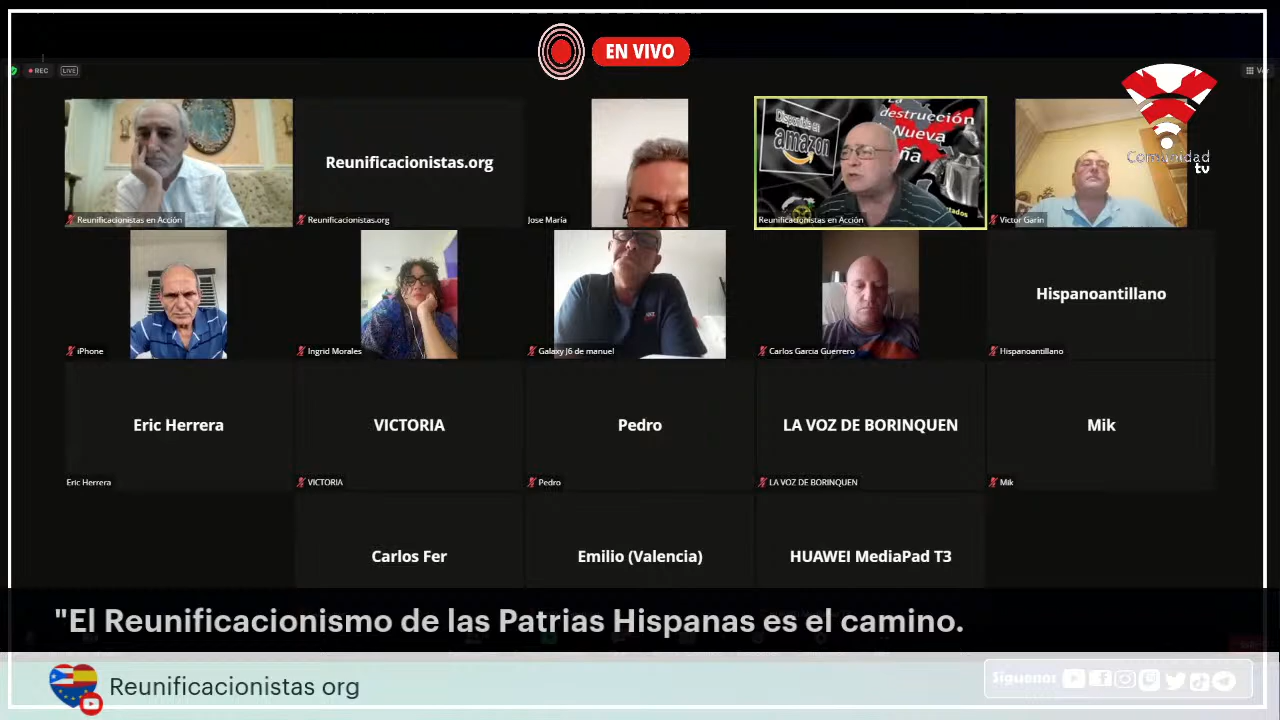 EN VIVO
REC
LIVE
Comunidad
tv
Disponible en
amazon
destrucción
Nueva
Reunificacionistas en Acción
Reunificacionistas.org
Reunificacionistas.org
Jose María
Reunificacionistas en Acción
Victor Garin
iPhone
Ingrid Morales
Galaxy J6 de manuel
Carlos Garcia Guerrero
Hispanoantillano
Hispanoantillano
Eric Herrera
Eric Herrera
VICTORIA
VICTORIA
Pedro
Pedro
LA VOZ DE BORINQUEN
LA VOZ DE BORINQUEN
Mik
Mik
Carlos Fer
Emilio (Valencia)
HUAWEI MediaPad T3
"El Reunificacionismo de las Patrias Hispanas es el camino.
Reunificacionistas org
Síguenos